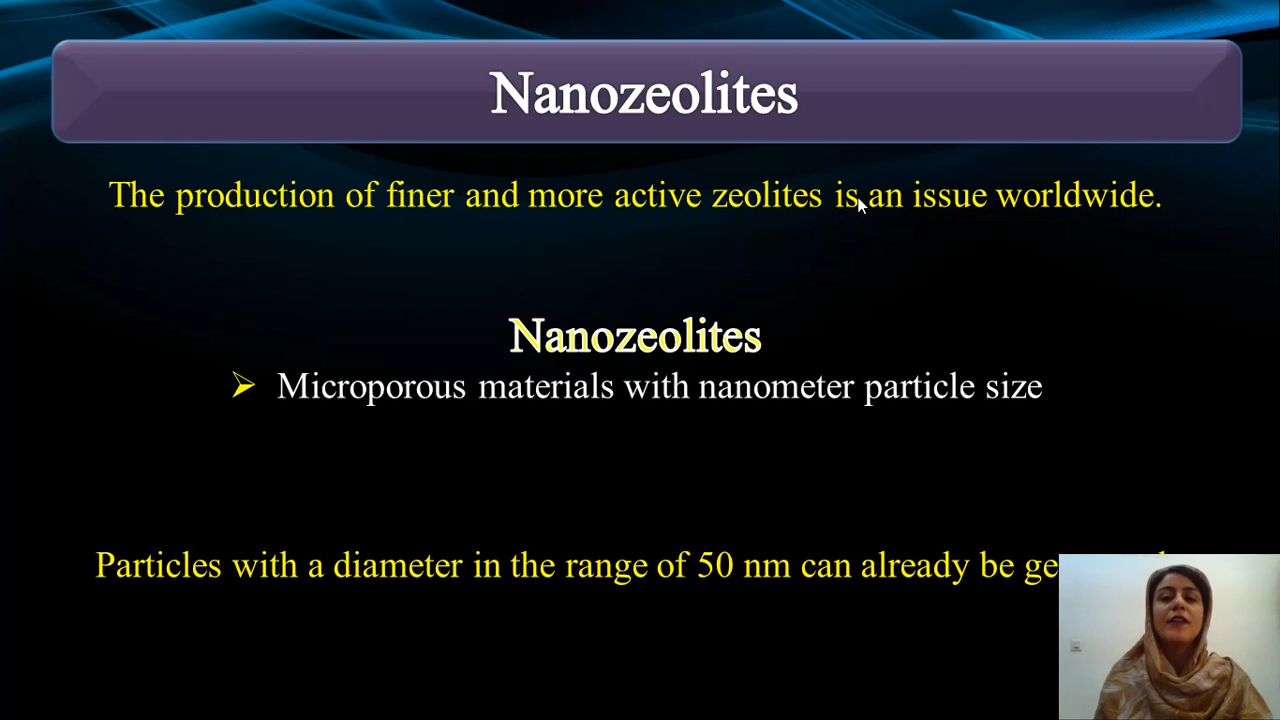 Nanozeolites
The production of finer and more active zeolites is an issue worldwide.
Nanozeolites
Microporous materials with nanometer particle size
Particles with a diameter in the range of 50 nm can already be